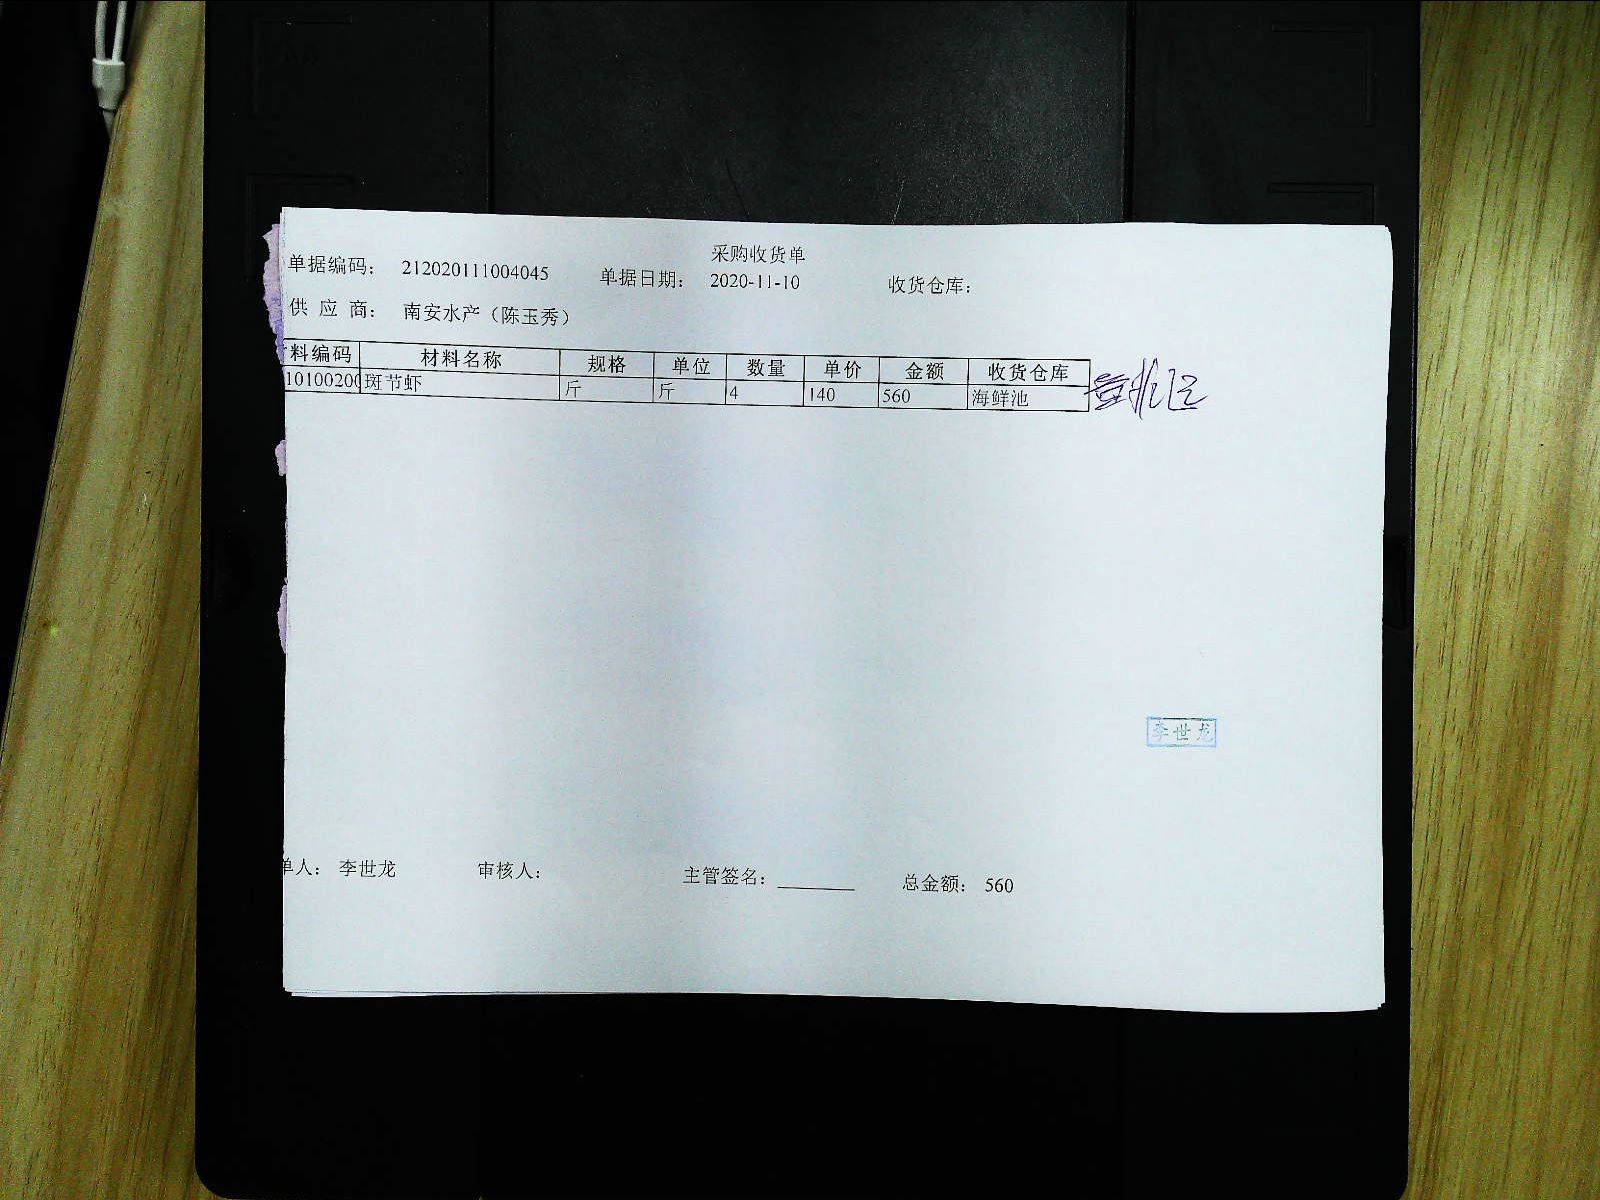 采购收货单
单据编码： 212020111004045 单据日期： 2020-11-10 收货仓库：
供 应 商： 南安水产（陈玉秀）
料编码 材料名称 规格 单位 数量 单价 金额 收货仓库
10100200 斑节虾 斤 斤 4 140 560 海鲜池
李世龙
单人： 李世龙 审核人： 主管签名： ________ 总金额： 560